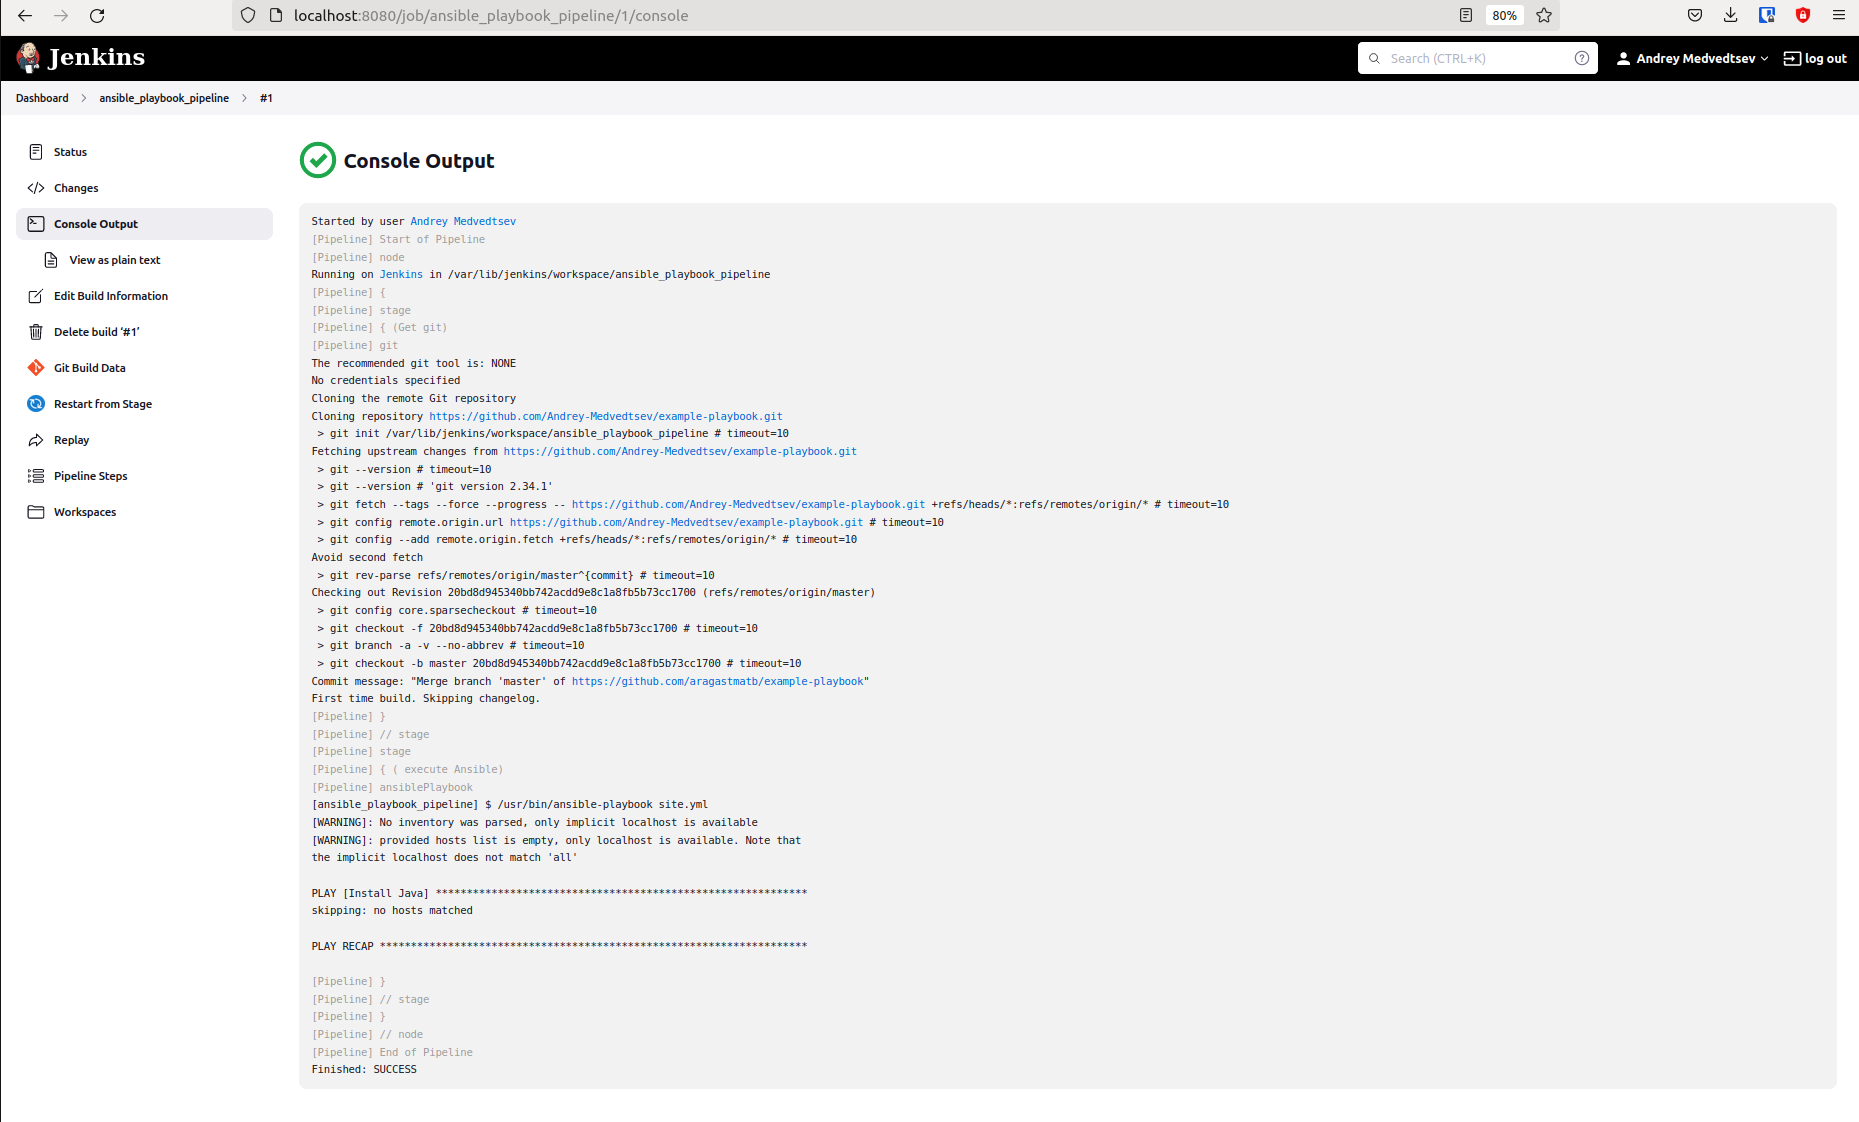 localhost:8080/job/ansible_playbook_pipeline/1/console
80%
Jenkins
Search (CTRL+K)
Andrey Medvedtsev
log out
Dashboard > ansible_playbook_pipeline > #1
Status
Changes
Console Output
View as plain text
Edit Build Information
Delete build ‘#1’
Git Build Data
Restart from Stage
Replay
Pipeline Steps
Workspaces
Console Output
Started by user Andrey Medvedtsev
[Pipeline] Start of Pipeline
[Pipeline] node
Running on Jenkins in /var/lib/jenkins/workspace/ansible_playbook_pipeline
[Pipeline] {
[Pipeline] stage
[Pipeline] { (Get git)
[Pipeline] git
The recommended git tool is: NONE
No credentials specified
Cloning the remote Git repository
Cloning repository https://github.com/Andrey-Medvedtsev/example-playbook.git
 > git init /var/lib/jenkins/workspace/ansible_playbook_pipeline # timeout=10
Fetching upstream changes from https://github.com/Andrey-Medvedtsev/example-playbook.git
 > git --version # timeout=10
 > git --version # 'git version 2.34.1'
 > git fetch --tags --force --progress -- https://github.com/Andrey-Medvedtsev/example-playbook.git +refs/heads/*:refs/remotes/origin/* # timeout=10
 > git config remote.origin.url https://github.com/Andrey-Medvedtsev/example-playbook.git # timeout=10
 > git config --add remote.origin.fetch +refs/heads/*:refs/remotes/origin/* # timeout=10
Avoid second fetch
 > git rev-parse refs/remotes/origin/master^{commit} # timeout=10
Checking out Revision 20bd8d945340bb742acdd9e8c1a8fb5b73cc1700 (refs/remotes/origin/master)
 > git config core.sparsecheckout # timeout=10
 > git checkout -f 20bd8d945340bb742acdd9e8c1a8fb5b73cc1700 # timeout=10
 > git branch -a -v --no-abbrev # timeout=10
 > git checkout -b master 20bd8d945340bb742acdd9e8c1a8fb5b73cc1700 # timeout=10
Commit message: "Merge branch 'master' of https://github.com/aragastmatb/example-playbook"
First time build. Skipping changelog.
[Pipeline] }
[Pipeline] // stage
[Pipeline] stage
[Pipeline] { ( execute Ansible)
[Pipeline] ansiblePlaybook
[ansible_playbook_pipeline] $ /usr/bin/ansible-playbook site.yml
[WARNING]: No inventory was parsed, only implicit localhost is available
[WARNING]: provided hosts list is empty, only localhost is available. Note that
the implicit localhost does not match 'all'
PLAY [Install Java] ************************************************************
skipping: no hosts matched
PLAY RECAP *********************************************************************
[Pipeline] }
[Pipeline] // stage
[Pipeline] }
[Pipeline] // node
[Pipeline] End of Pipeline
Finished: SUCCESS